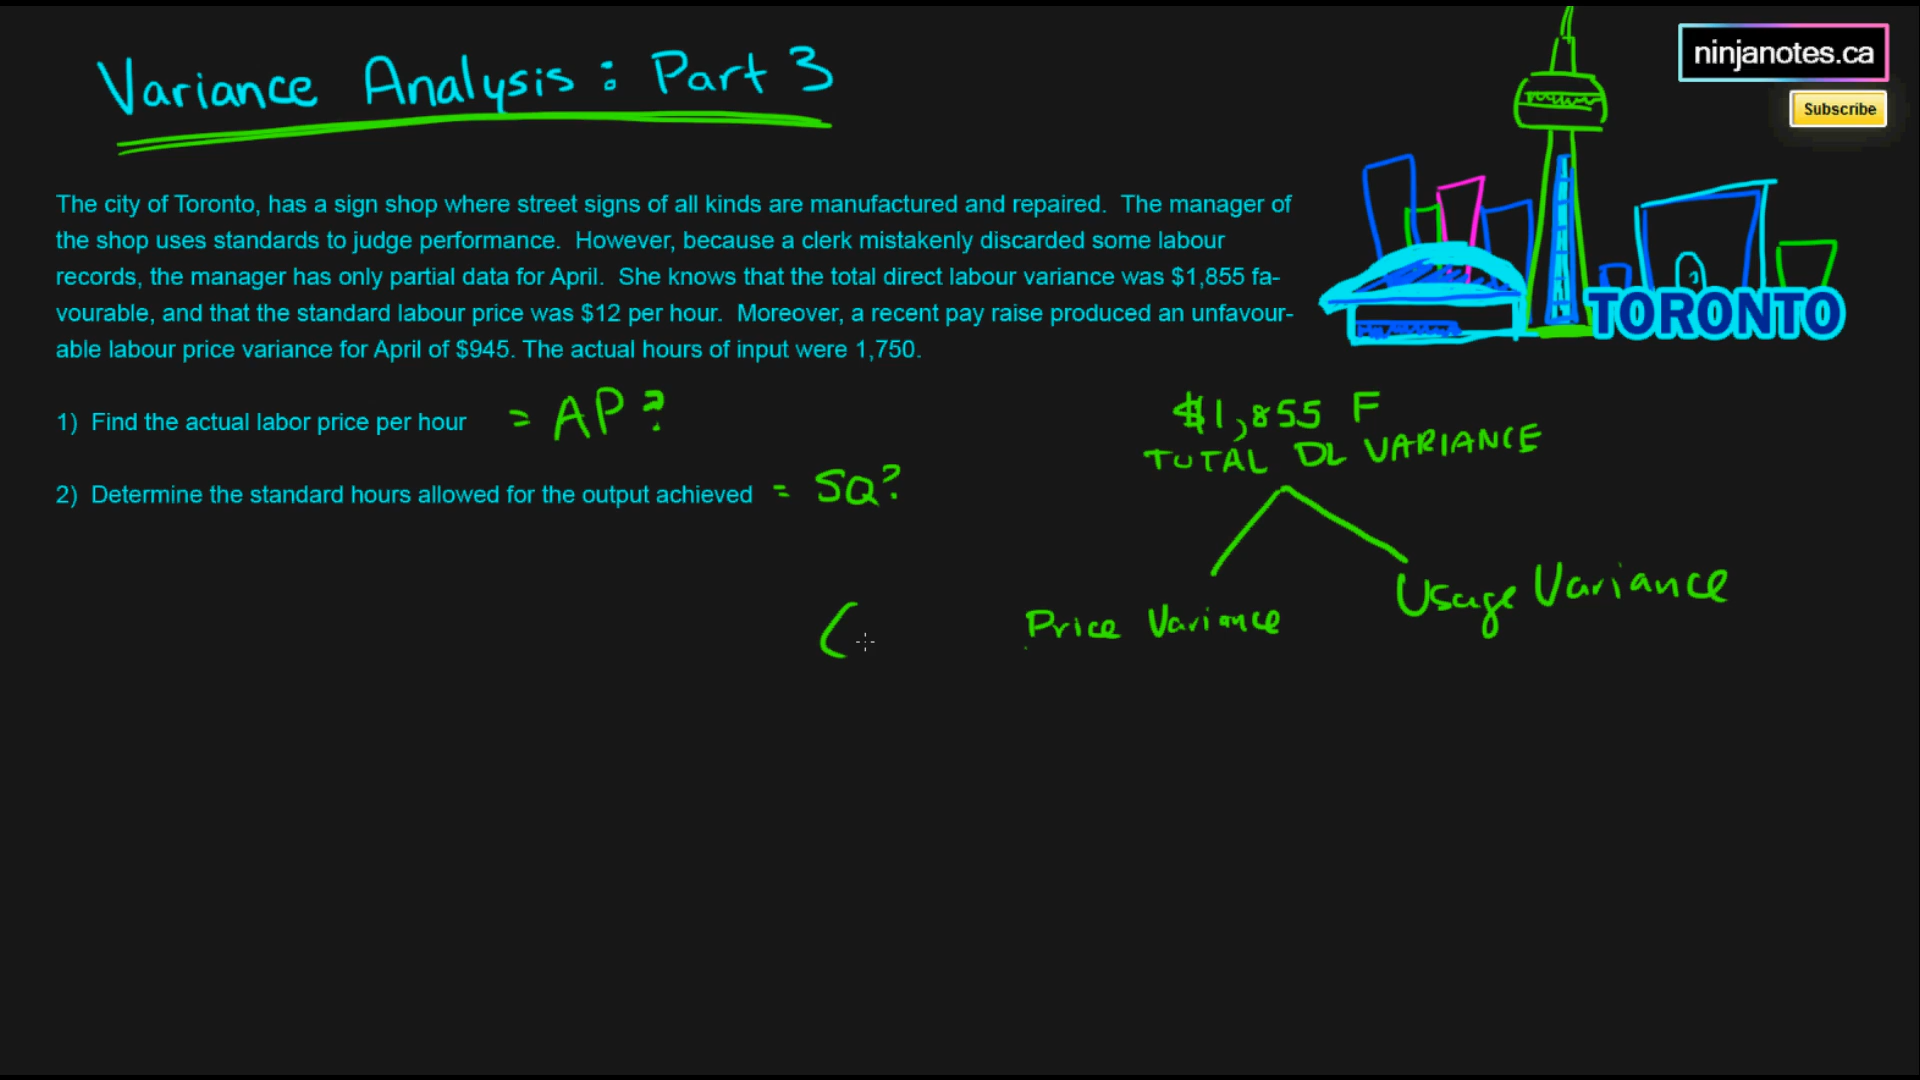 Variance Analysis : Part 3
ninjanotes.ca
Subscribe
The city of Toronto, has a sign shop where street signs of all kinds are manufactured and repaired. The manager of
the shop uses standards to judge performance. However, because a clerk mistakenly discarded some labour
records, the manager has only partial data for April. She knows that the total direct labour variance was $1,855 fa-
vourable, and that the standard labour price was $12 per hour. Moreover, a recent pay raise produced an unfavour-
able labour price variance for April of $945. The actual hours of input were 1,750.
TORONTO
1) Find the actual labor price per hour = AP?
2) Determine the standard hours allowed for the output achieved = SQ?
$1,855 F
TOTAL DL VARIANCE
Price Variance
Usage Variance
(